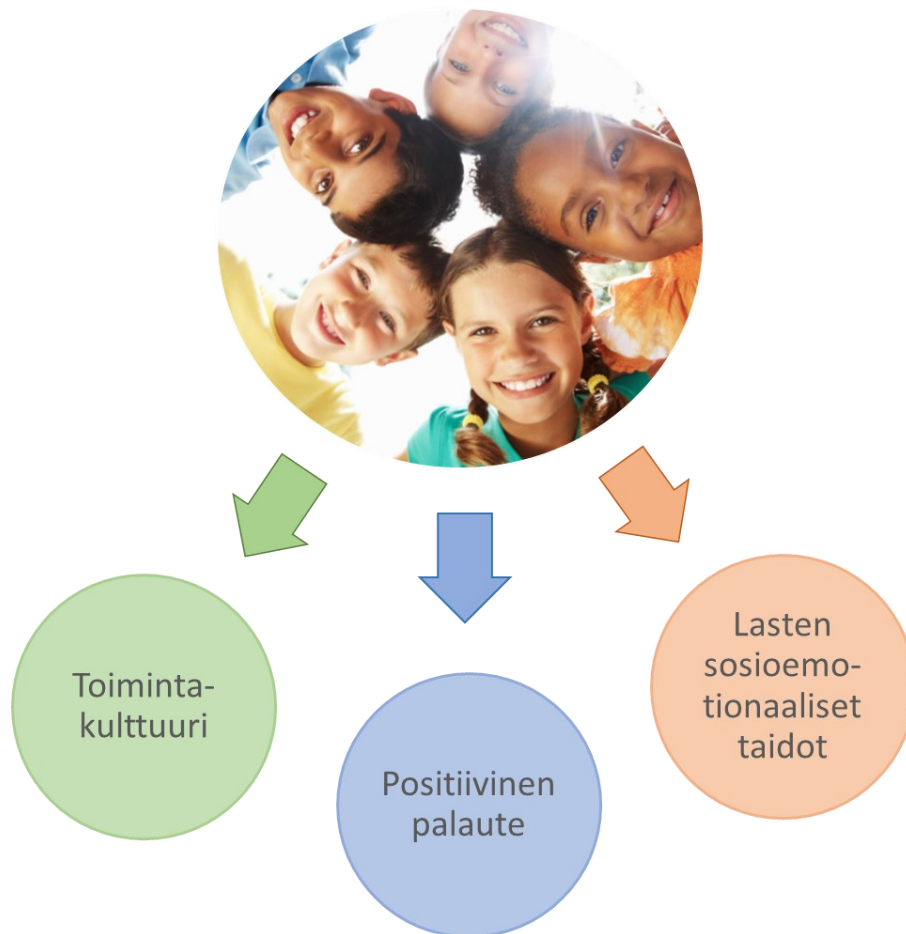 Toiminta-
kulttuuri
Positiivinen
palaute
Lasten
sosioemo-
tionaaliset
taidot